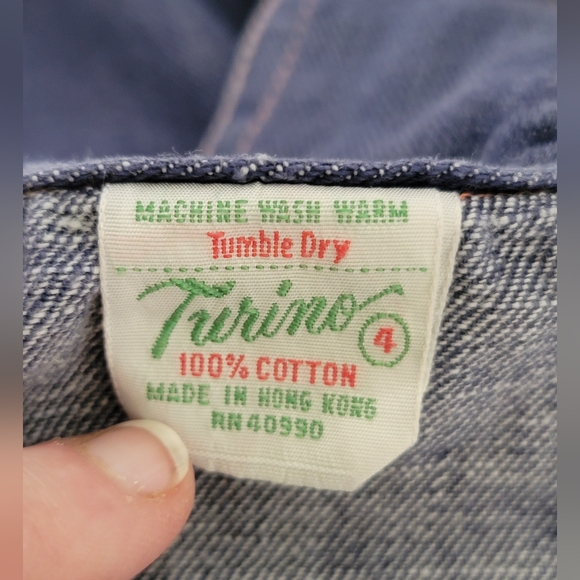 MACHINE WASH WARM
Tumble Dry
Turino 4
100% COTTON
MADE IN HONG KONG
RN 40990